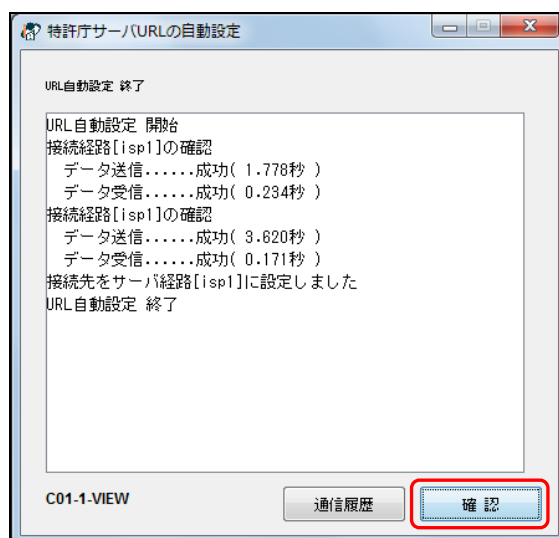 特許庁サーバURLの自動設定
URL自動設定 終了
URL自動設定 開始
接続経路[isp1]の確認
データ送信......成功( 1.778秒 )
データ受信......成功( 0.234秒 )
接続経路[isp1]の確認
データ送信......成功( 3.620秒 )
データ受信......成功( 0.171秒 )
接続先をサーバ経路[isp1]に設定しました
URL自動設定 終了
C01-1-VIEW
通信履歴
確 認